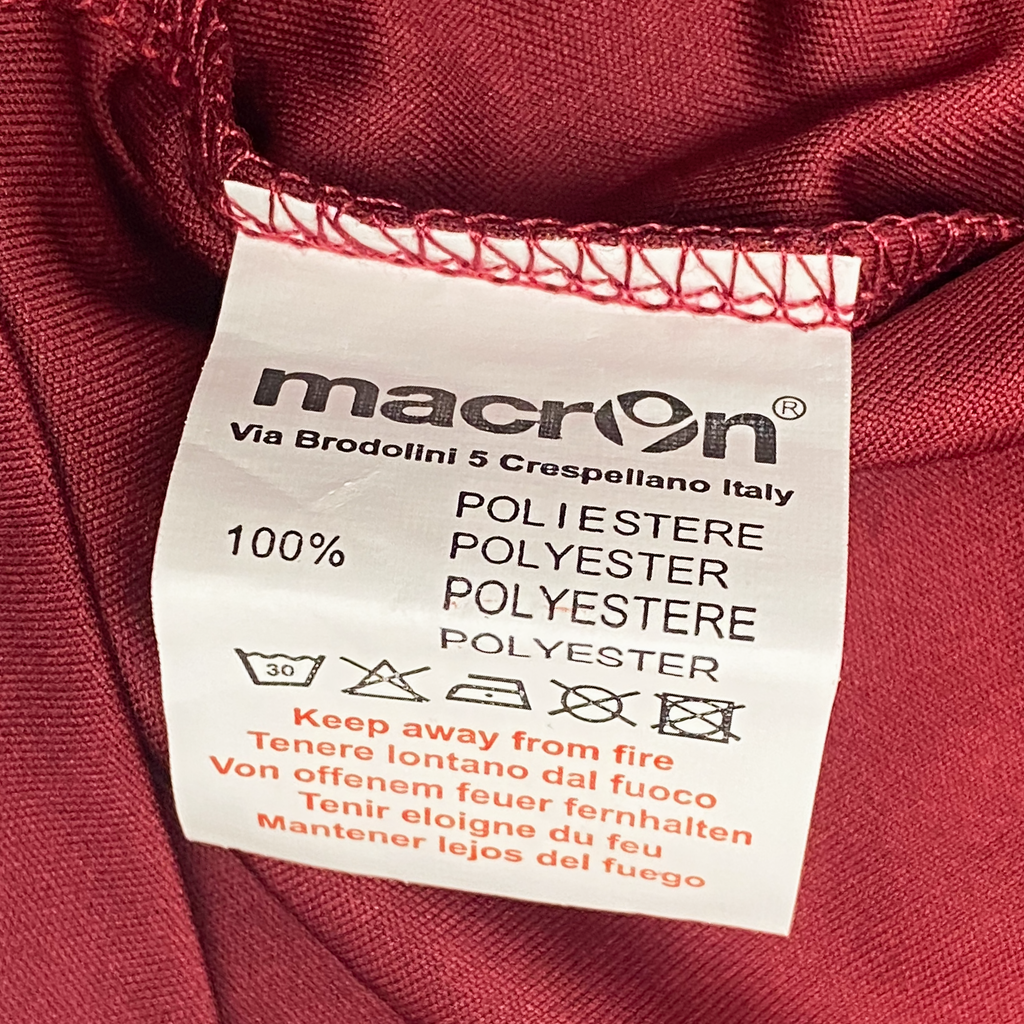 macron®
Via Brodolini 5 Crespellano Italy
POLIESTERE
100% POLYESTER
POLYESTERE
POLYESTER
30
Keep away from fire
Tenere lontano dal fuoco
Von offenem feuer fernhalten
Tenir eloigne du feu
Mantener lejos del fuego